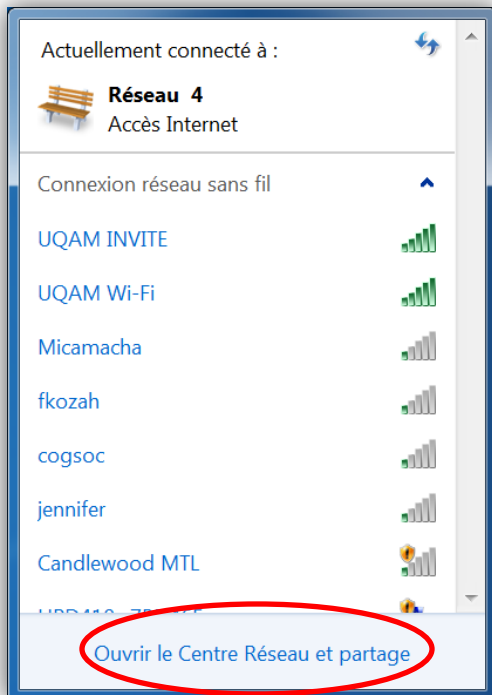 Actuellement connecté à :
Réseau 4
Accès Internet
Connexion réseau sans fil
UQAM INVITE
UQAM Wi-Fi
Micamacha
fkozah
cogsoc
jennifer
Candlewood MTL
Ouvrir le Centre Réseau et partage